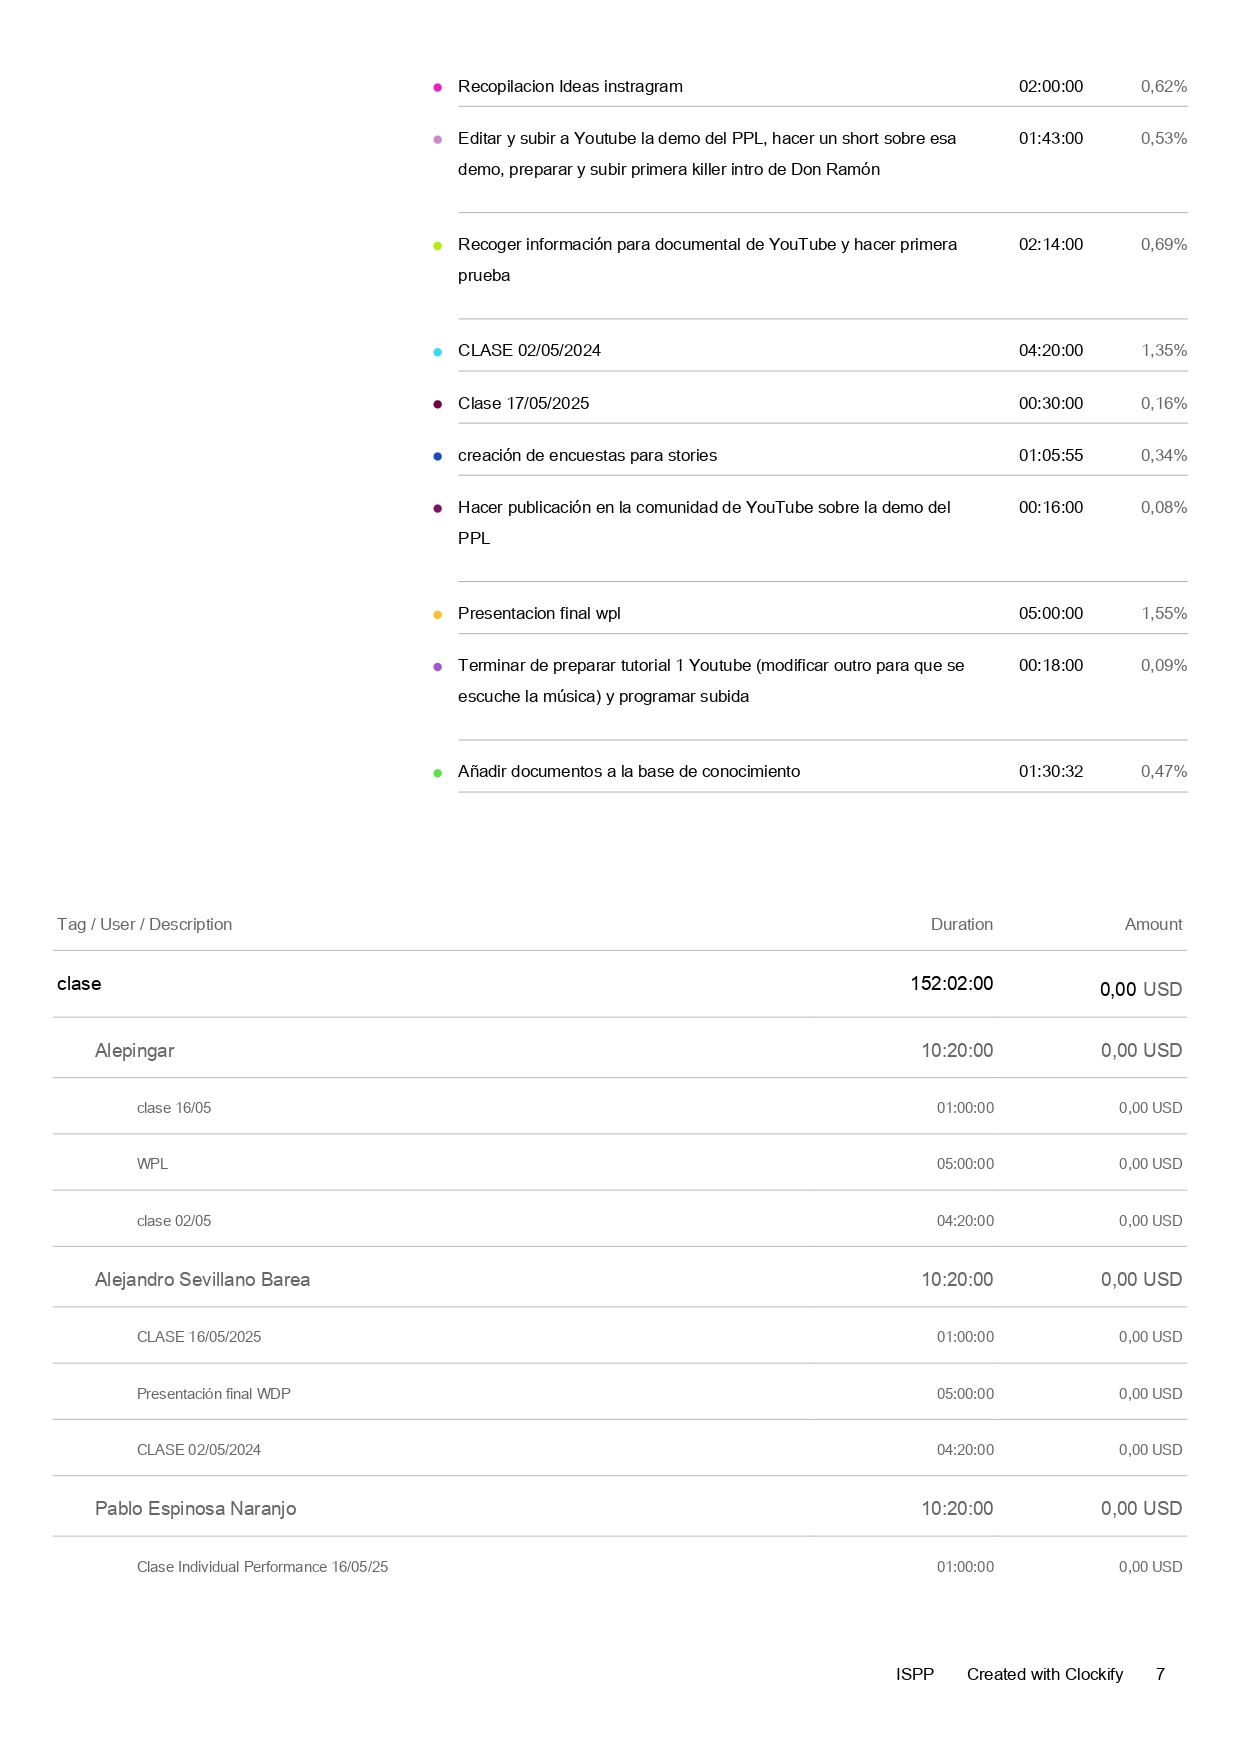 Recopilacion Ideas instragram 02:00:00 0,62%
Editar y subir a Youtube la demo del PPL, hacer un short sobre esa 01:43:00 0,53%
demo, preparar y subir primera killer intro de Don Ramón
Recoger información para documental de YouTube y hacer primera 02:14:00 0,69%
prueba
CLASE 02/05/2024 04:20:00 1,35%
Clase 17/05/2025 00:30:00 0,16%
creación de encuestas para stories 01:05:55 0,34%
Hacer publicación en la comunidad de YouTube sobre la demo del 00:16:00 0,08%
PPL
Presentacion final wpl 05:00:00 1,55%
Terminar de preparar tutorial 1 Youtube (modificar outro para que se 00:18:00 0,09%
escuche la música) y programar subida
Añadir documentos a la base de conocimiento 01:30:32 0,47%
Tag / User / Description Duration Amount
clase 152:02:00 0,00 USD
Alepingar 10:20:00 0,00 USD
clase 16/05 01:00:00 0,00 USD
WPL 05:00:00 0,00 USD
clase 02/05 04:20:00 0,00 USD
Alejandro Sevillano Barea 10:20:00 0,00 USD
CLASE 16/05/2025 01:00:00 0,00 USD
Presentación final WDP 05:00:00 0,00 USD
CLASE 02/05/2024 04:20:00 0,00 USD
Pablo Espinosa Naranjo 10:20:00 0,00 USD
Clase Individual Performance 16/05/25 01:00:00 0,00 USD
ISPP Created with Clockify 7